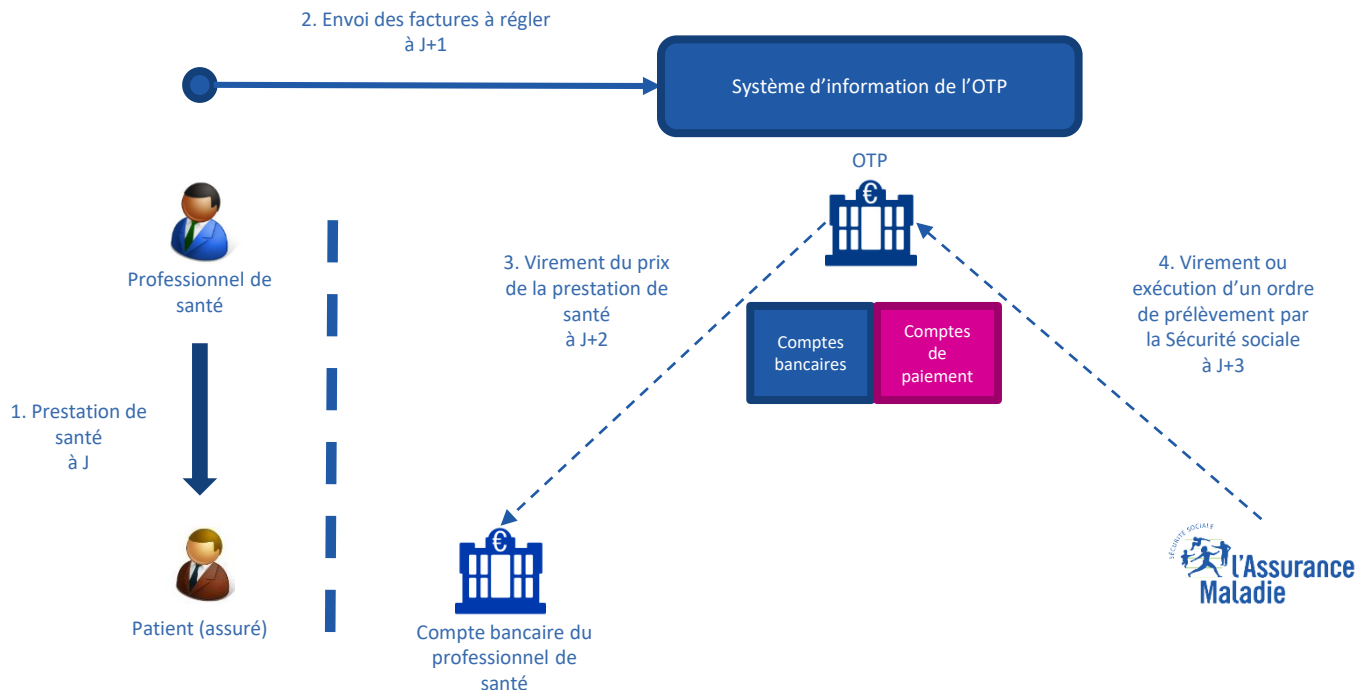 2. Envoi des factures à régler
à J+1
Système d'information de l'OTP
OTP
€
Professionnel de
santé
3. Virement du prix
de la prestation de
santé
à J+2
4. Virement ou
exécution d'un ordre
de prélèvement par
la Sécurité sociale
à J+3
Comptes
bancaires
Comptes
de
paiement
1. Prestation de
santé
à J
€
SÉCURITÉ SOCIALE
l'Assurance
Maladie
Patient (assuré)
Compte bancaire du
professionnel de
santé